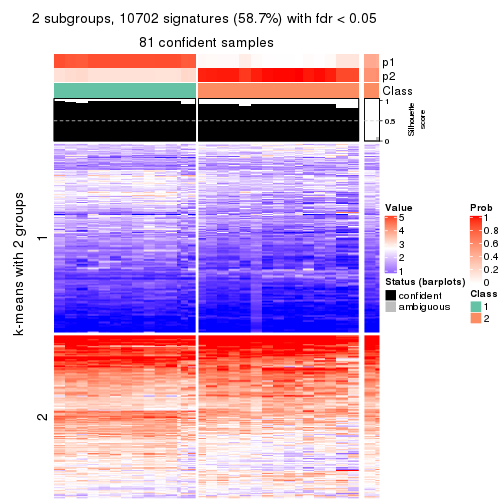 2 subgroups, 10702 signatures (58.7%) with fdr < 0.05
81 confident samples
p1
p2
Class
1
0.5
0
Silhouette
score
k-means with 2 groups
1
2
Value
5
4
3
2
1
Prob
1
0.8
0.6
0.4
0.2
0
Status (barplots)
confident
ambiguous
Class
1
2